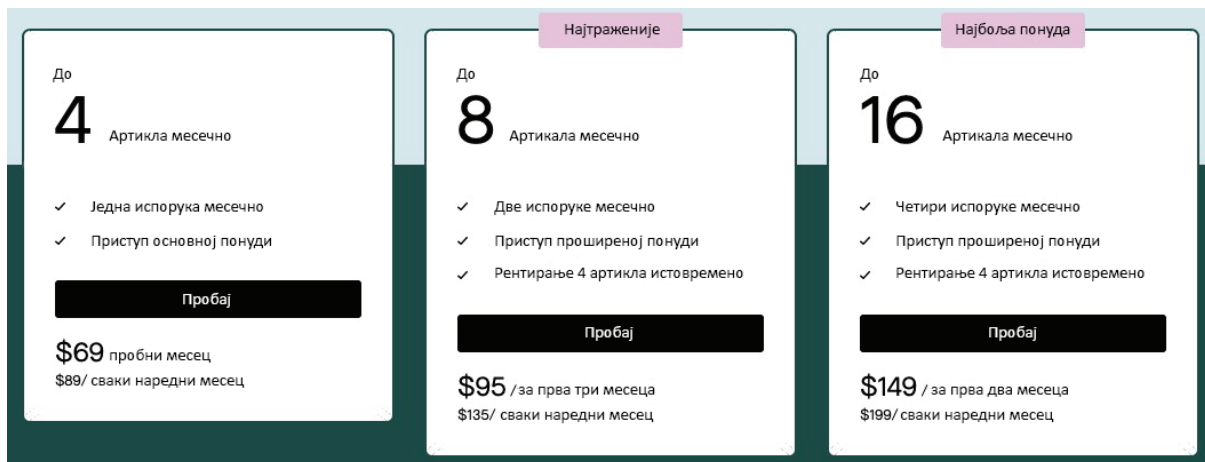 До
4 Артикла месечно
Једна испорука месечно
Приступ основној понуди
Пробај
$69 пробни месец
$89/ сваки наредни месец
Најтраженије
До
8 Артикала месечно
Две испоруке месечно
Приступ проширеној понуди
Рентирање 4 артикла истовремено
Пробај
$95 /за прва три месеца
$135/ сваки наредни месец
Најбоља понуда
До
16 Артикала месечно
Четири испоруке месечно
Приступ проширеној понуди
Рентирање 4 артикла истовремено
Пробај
$149 / за прва два месеца
$199/ сваки наредни месец